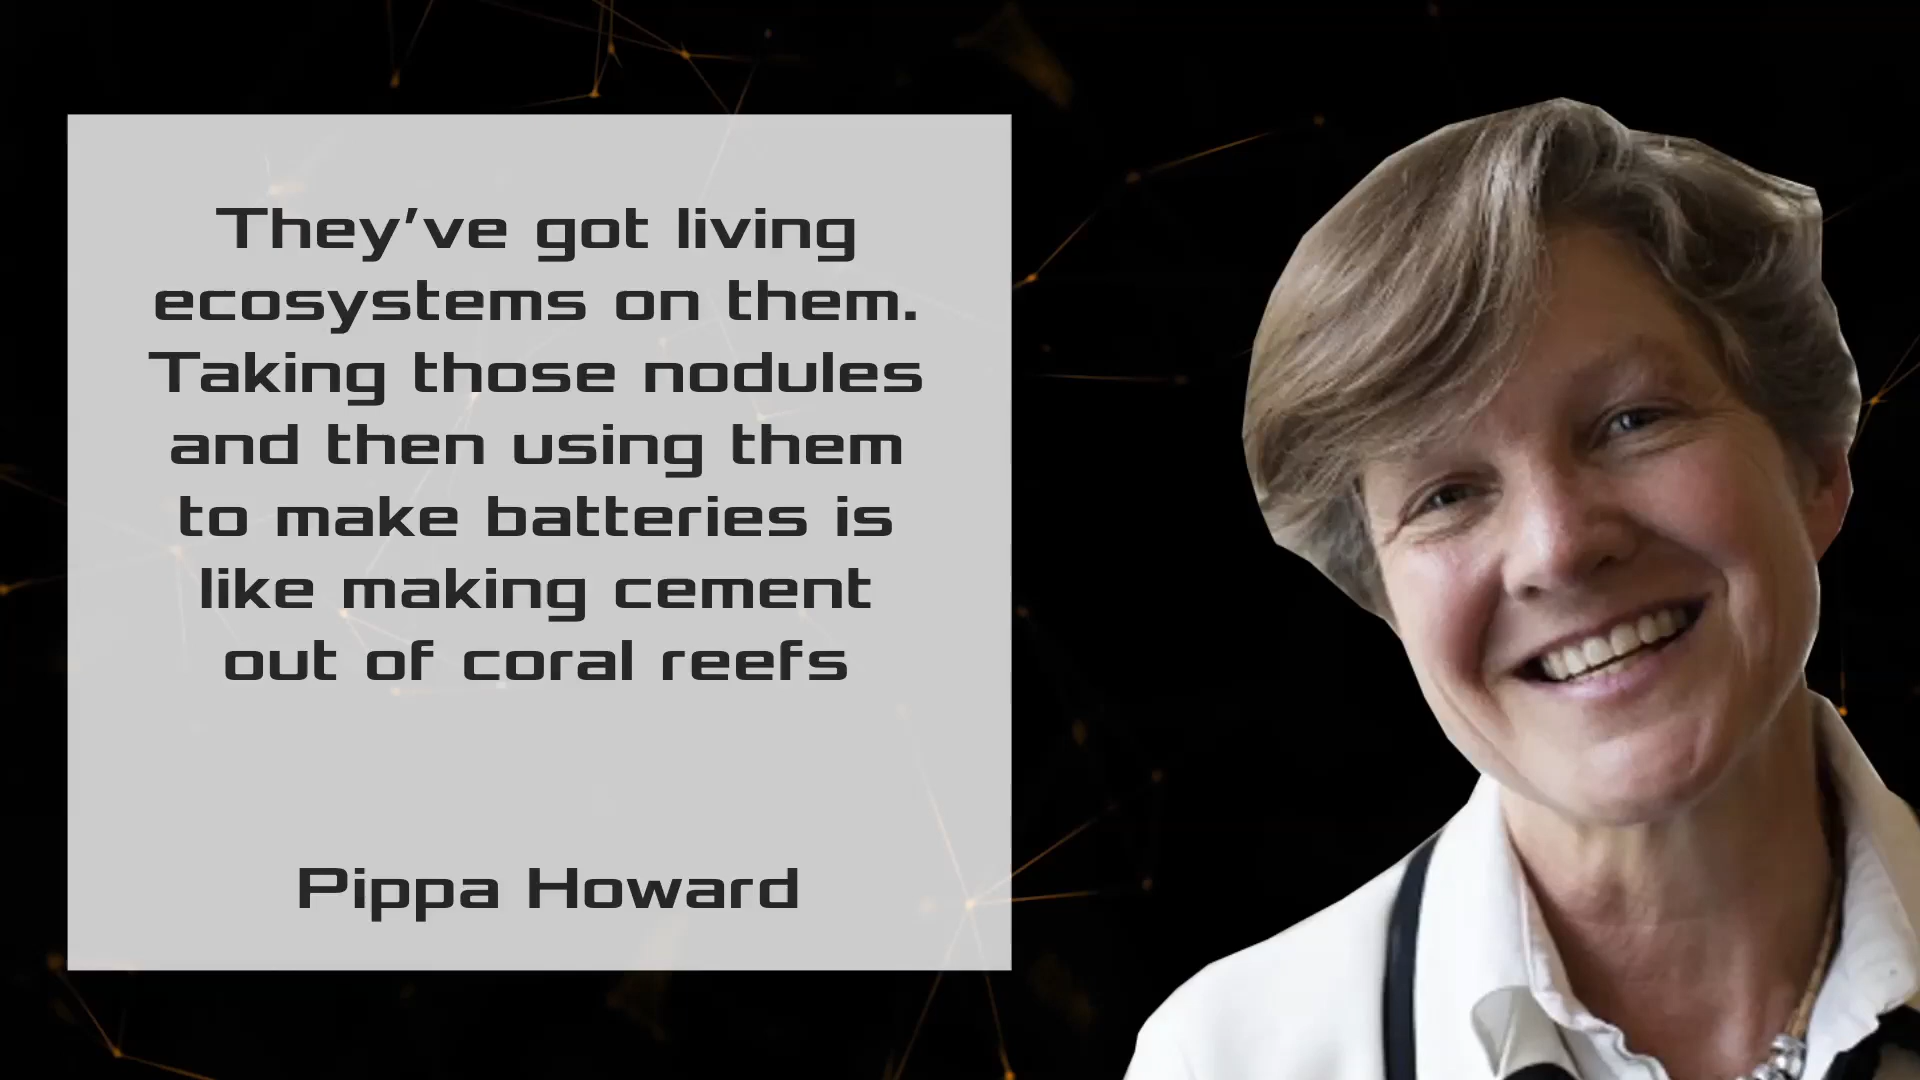 They’ve got living
ecosystems on them.
Taking those nodules
and then using them
to make batteries is
like making cement
out of coral reefs
Pippa Howard